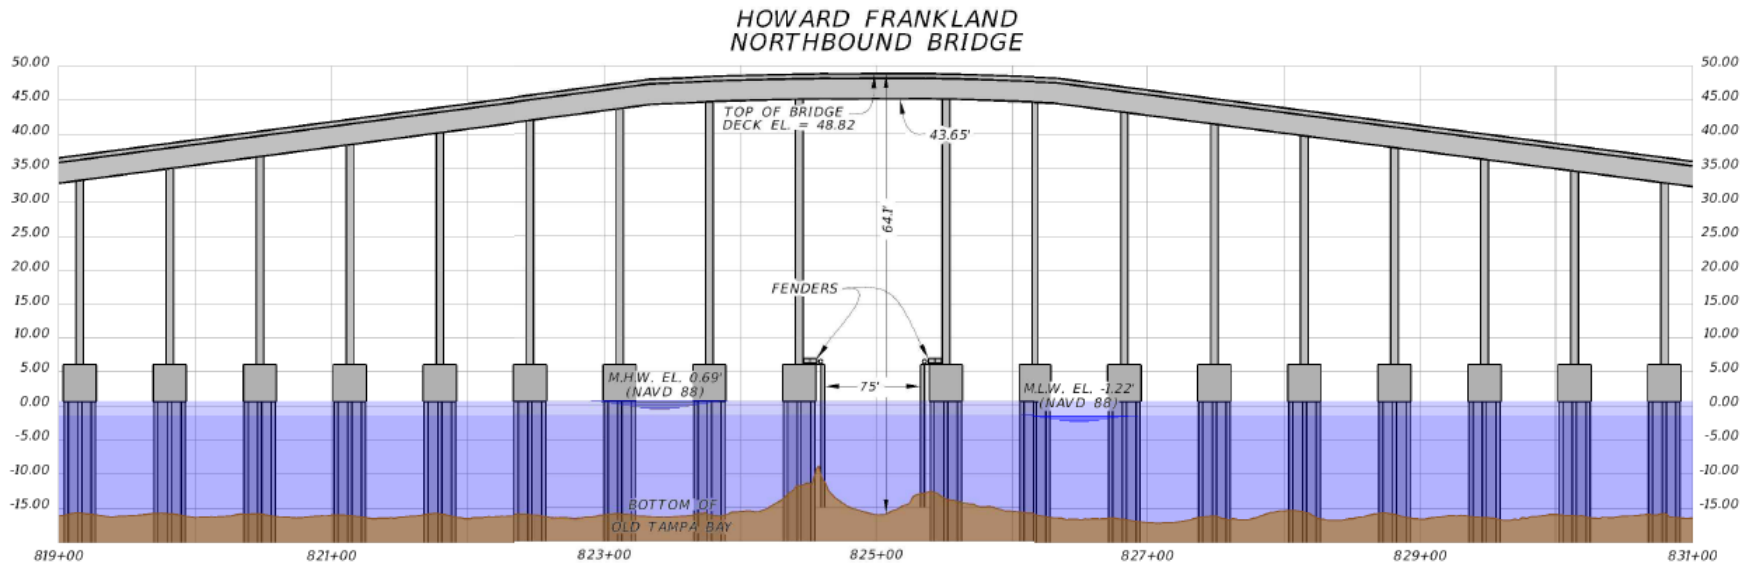 HOWARD FRANKLAND
NORTHBOUND BRIDGE
50.00
50.00
45.00
45.00
TOP OF BRIDGE
DECK EL. = 48.82
43.65'
40.00
40.00
35.00
35.00
30.00
30.00
64.1'
25.00
25.00
20.00
20.00
FENDERS
15.00
15.00
10.00
10.00
5.00
5.00
M.H.W. EL. 0.69'
(NAVD 88)
75'
M.L.W. EL. -1.22'
(NAVD 88)
0.00
0.00
-5.00
-5.00
-10.00
-10.00
-15.00
-15.00
BOTTOM OF
OLD TAMPA BAY
819+00 821+00 823+00 825+00 827+00 829+00 831+00